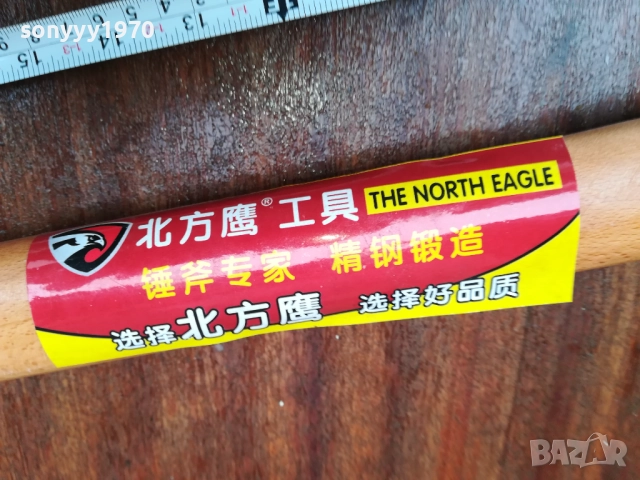 sonyyy1970
北方鹰® 工具 THE NORTH EAGLE
锤斧专家 精钢锻造
选择北方鹰 选择好品质
BAZAR